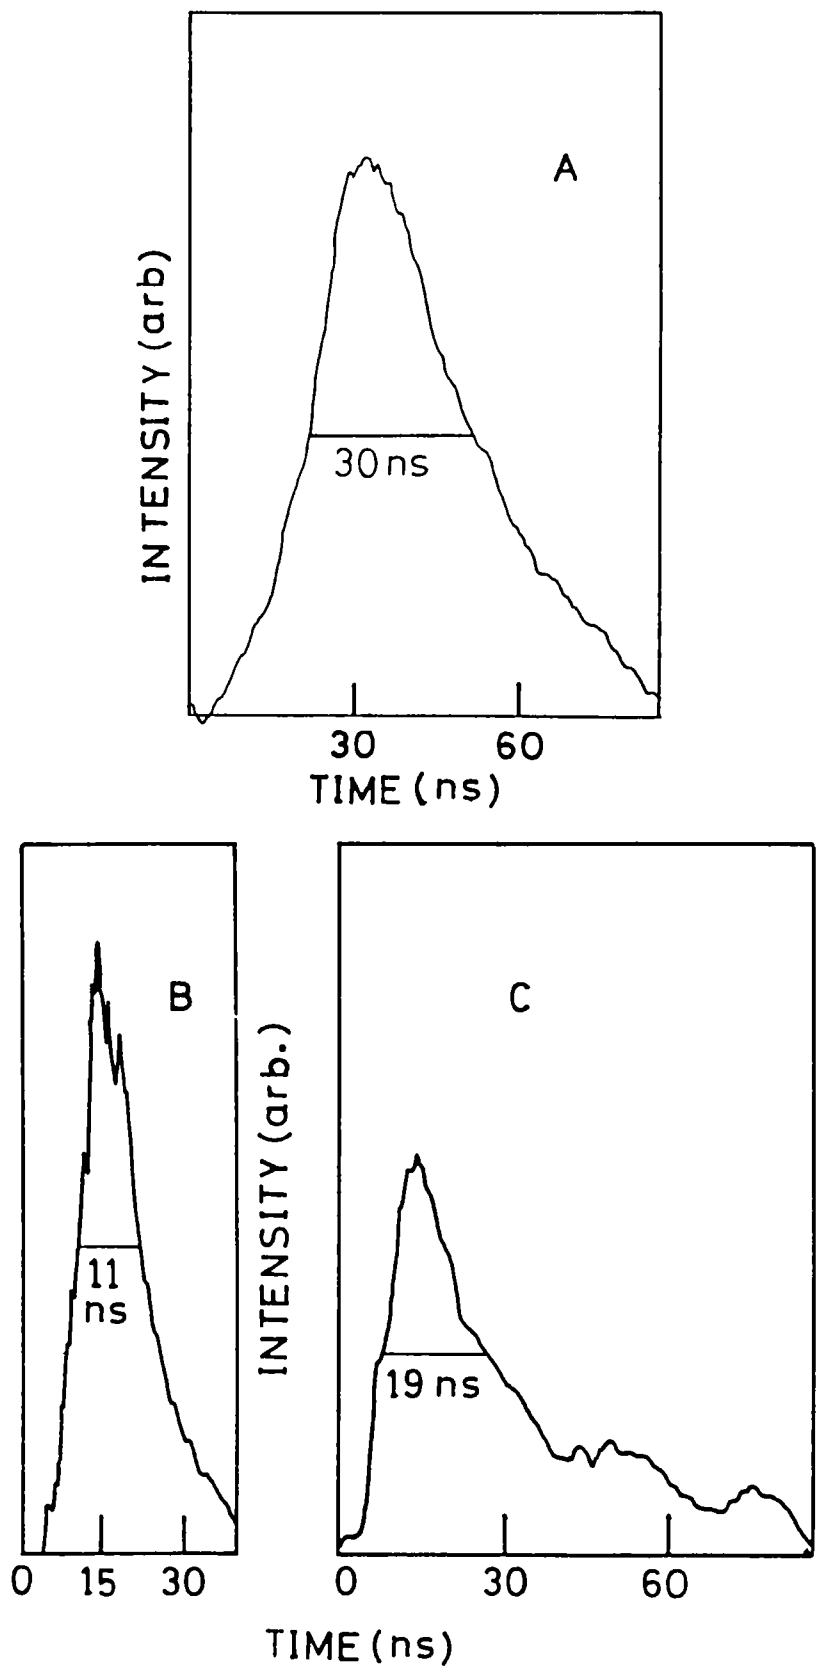 A
INTENSITY (arb)
30 ns
30 60
TIME (ns)
B
C
INTENSITY (arb.)
11
ns
19 ns
0 15 30
0 30 60
TIME (ns)